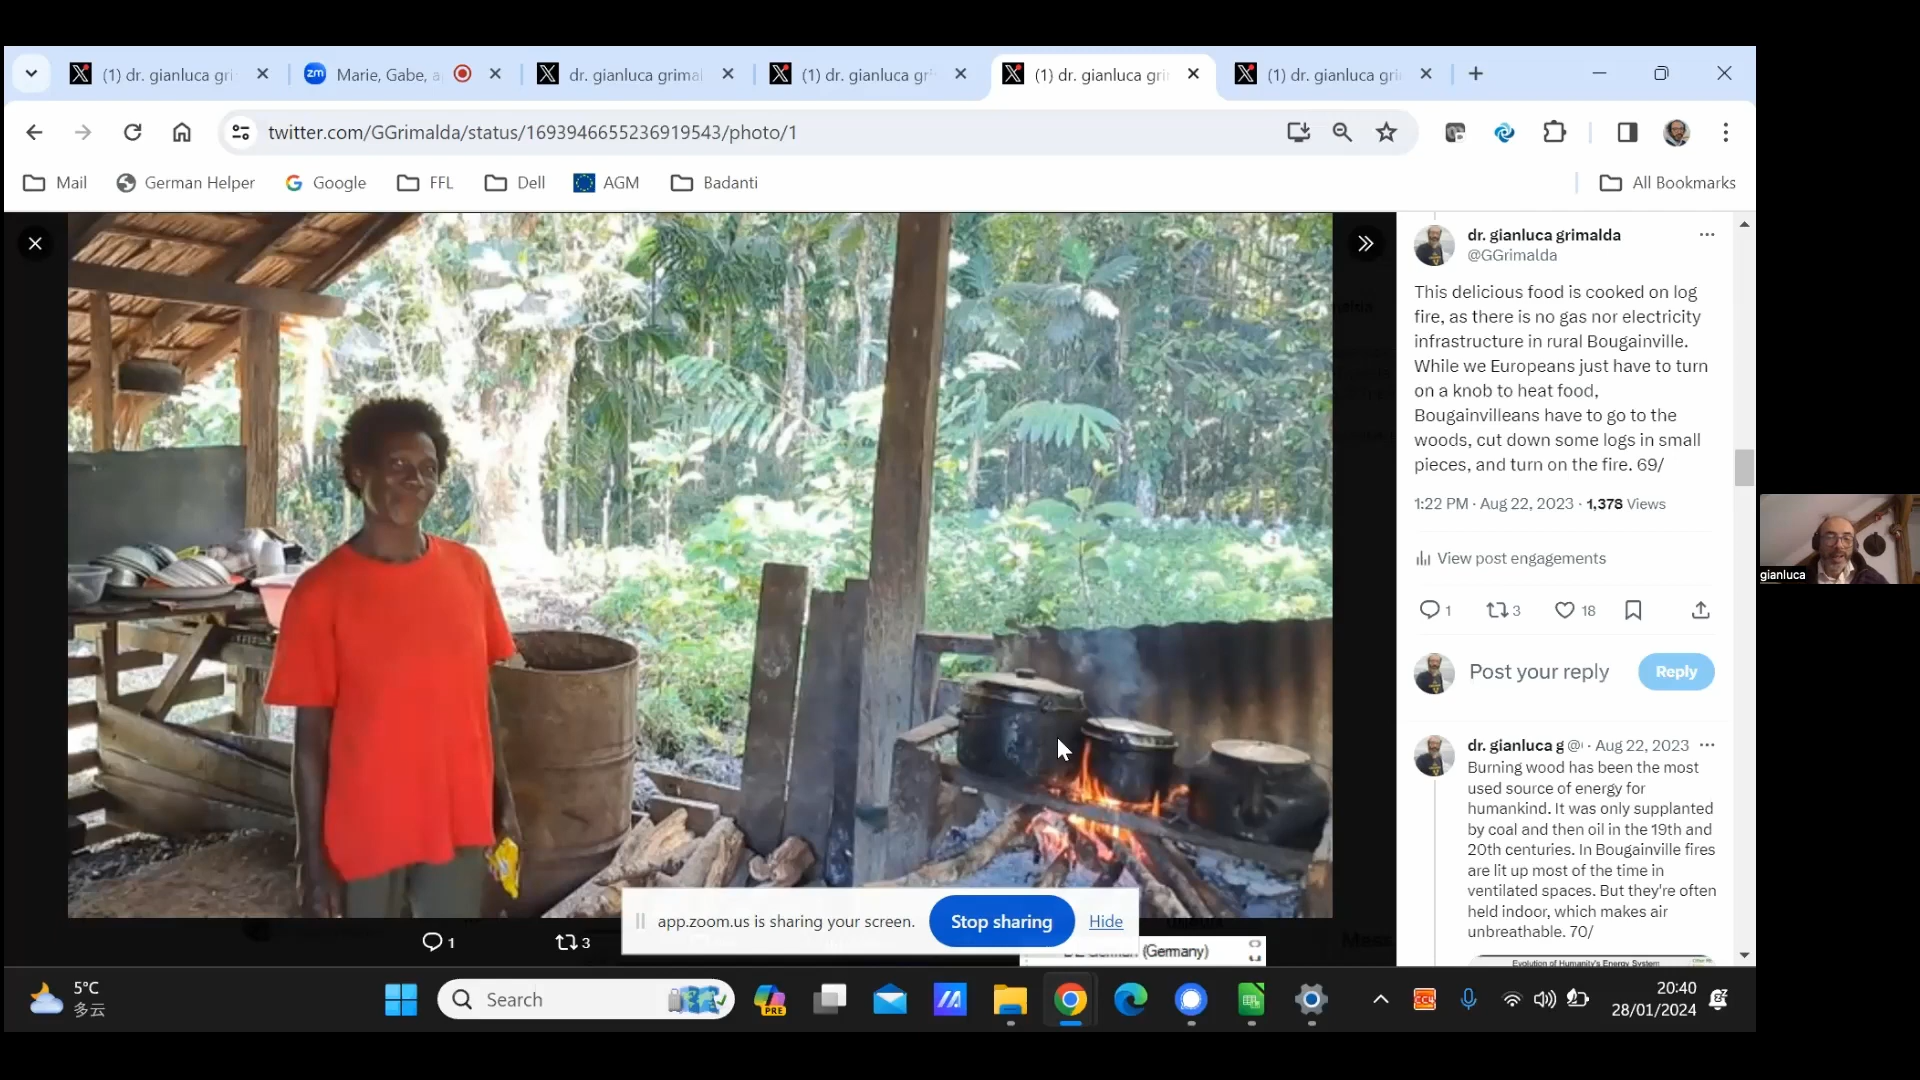 (1) dr. gianluca gri
zm
Marie, Gabe, a
dr. gianluca grimal
(1) dr. gianluca gri
(1) dr. gianluca grir
(1) dr. gianluca gri
twitter.com/GGrimalda/status/1693946655236919543/photo/1
Mail
German Helper
Google
FFL
Dell
AGM
Badanti
All Bookmarks
dr. gianluca grimalda
@GGrimalda
This delicious food is cooked on log
fire, as there is no gas nor electricity
infrastructure in rural Bougainville.
While we Europeans just have to turn
on a knob to heat food,
Bougainvilleans have to go to the
woods, cut down some logs in small
pieces, and turn on the fire. 69/
1:22 PM · Aug 22, 2023 · 1,378 Views
View post engagements
1
3
18
Post your reply
Reply
dr. gianluca g @ · Aug 22, 2023
Burning wood has been the most
used source of energy for
humankind. It was only supplanted
by coal and then oil in the 19th and
20th centuries. In Bougainville fires
are lit up most of the time in
ventilated spaces. But they're often
held indoor, which makes air
unbreathable. 70/
Evolution of Humanity's Energy System
gianluca
app.zoom.us is sharing your screen.
Stop sharing
Hide
1
3
(Germany)
5°C
多云
Search
PRE
20:40
28/01/2024